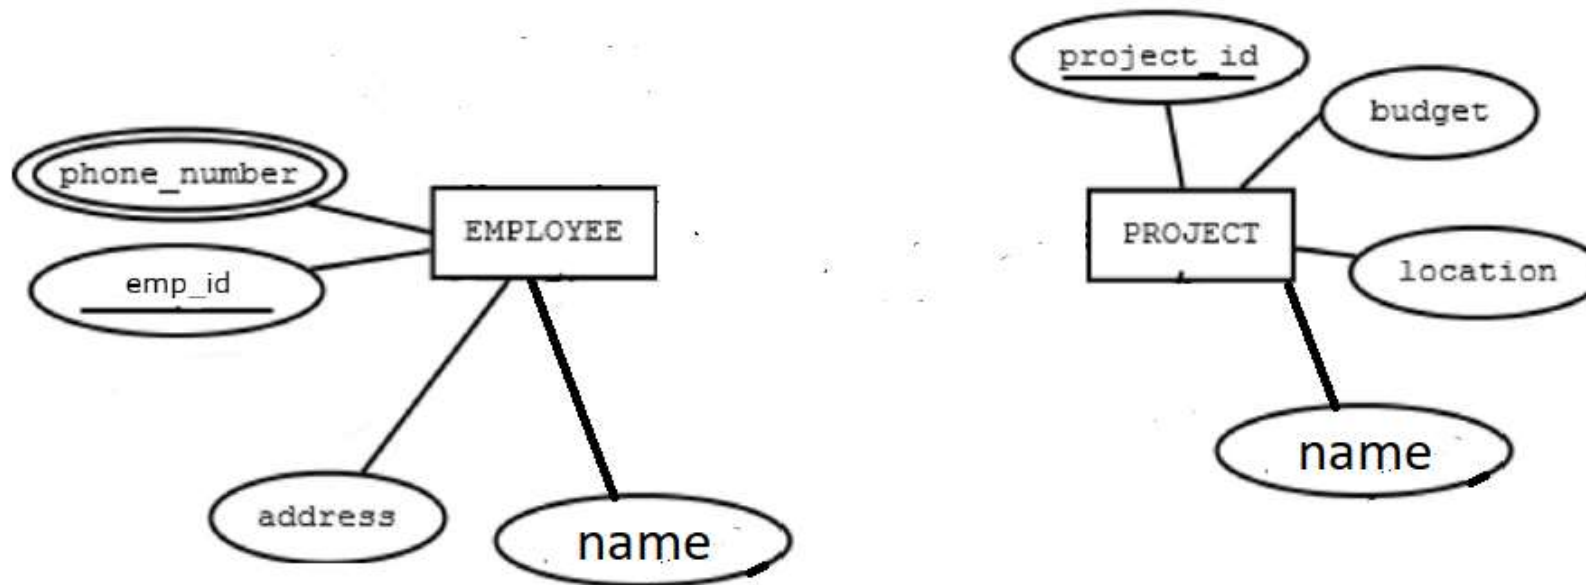 project_id
budget
phone_number
EMPLOYEE
PROJECT
emp_id
location
address
name
name